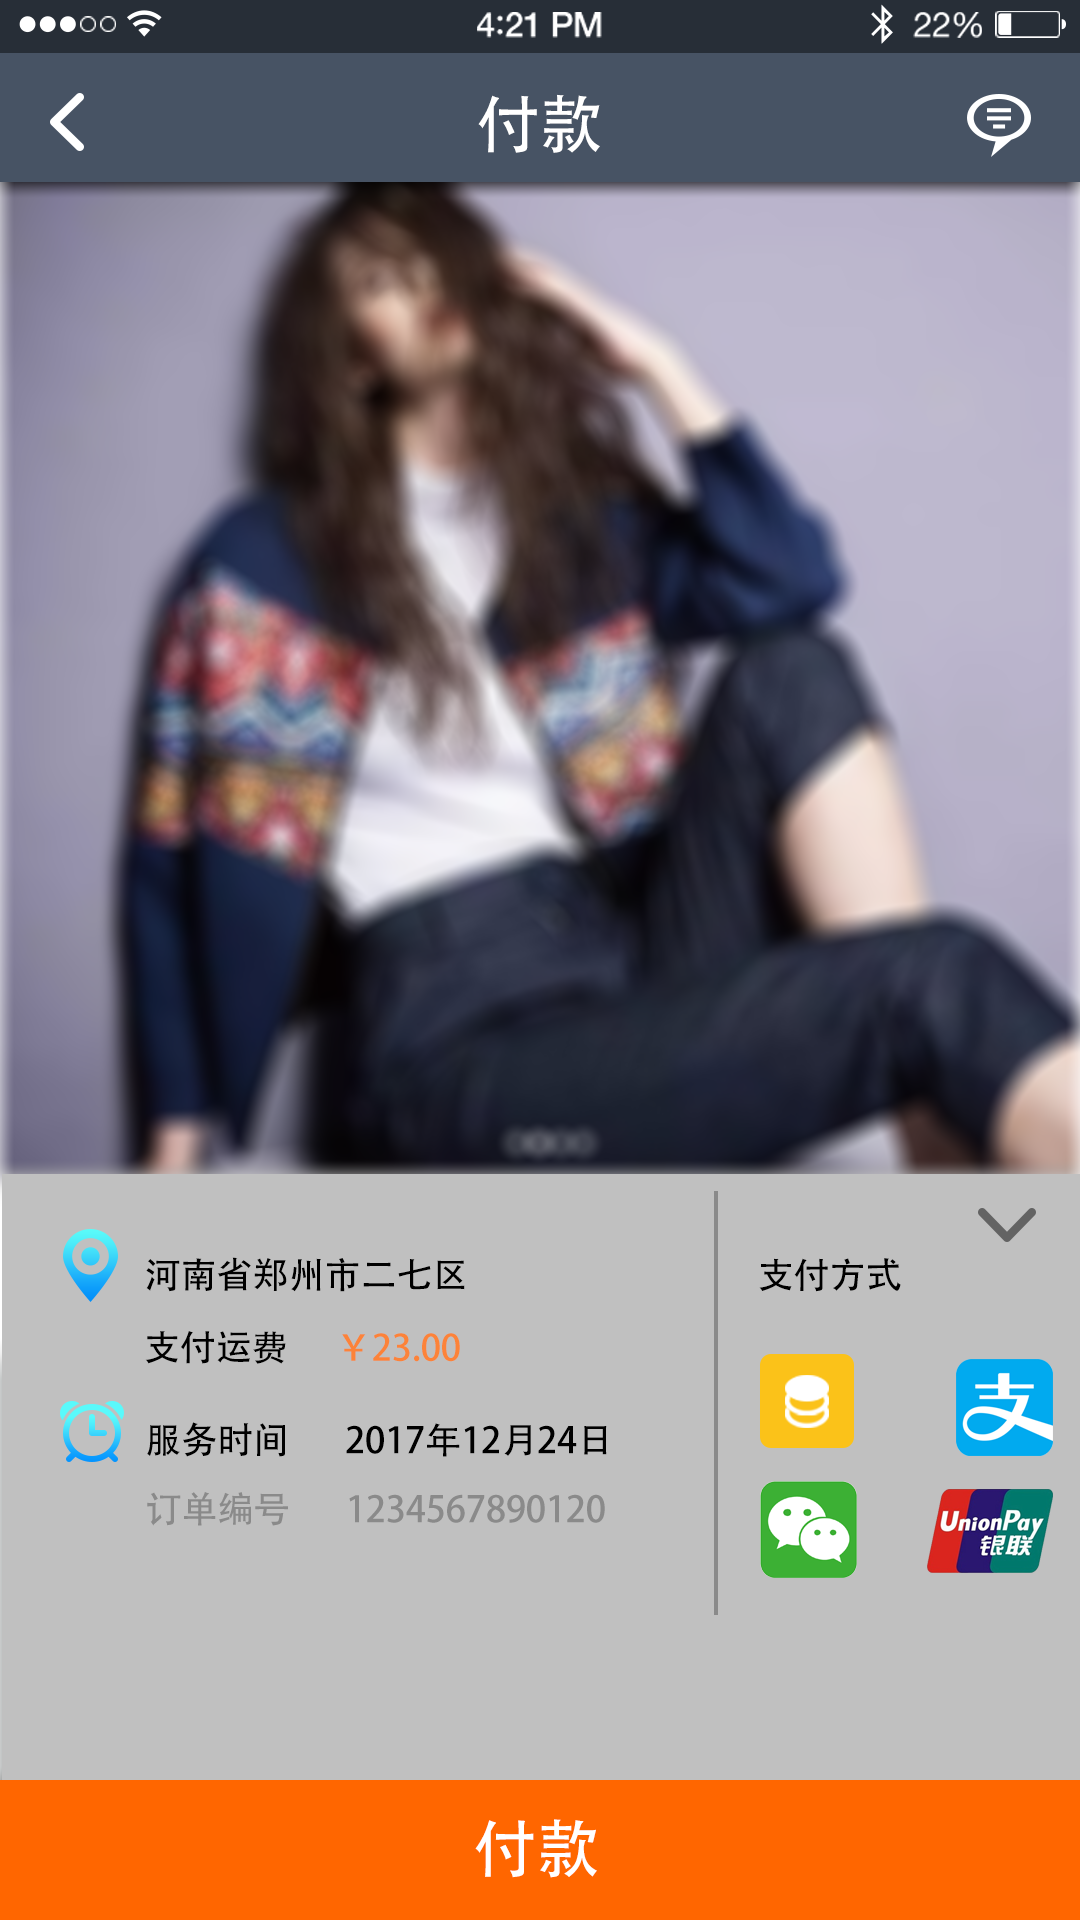 4:21 PM
22%
付款
河南省郑州市二七区
支付方式
支付运费 ￥23.00
支
服务时间 2017年12月24日
订单编号 1234567890120
UnionPay
银联
付款